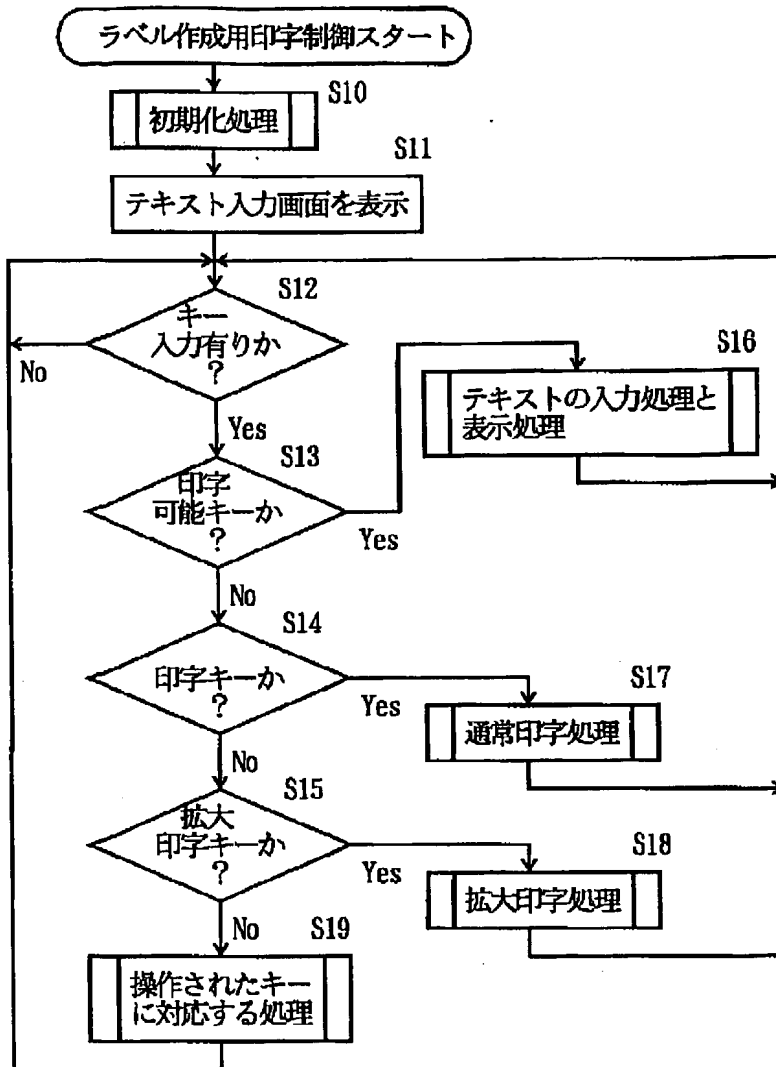 ラベル作成用印字制御スタート
S10
初期化処理
S11
テキスト入力画面を表示
S12
キー
入力有りか
?
No
Yes
S13
印字
可能キーか
?
Yes
S16
テキストの入力処理と
表示処理
No
S14
印字キーか
?
Yes
S17
通常印字処理
No
S15
拡大
印字キーか
?
Yes
S18
拡大印字処理
No
S19
操作されたキー
に対応する処理